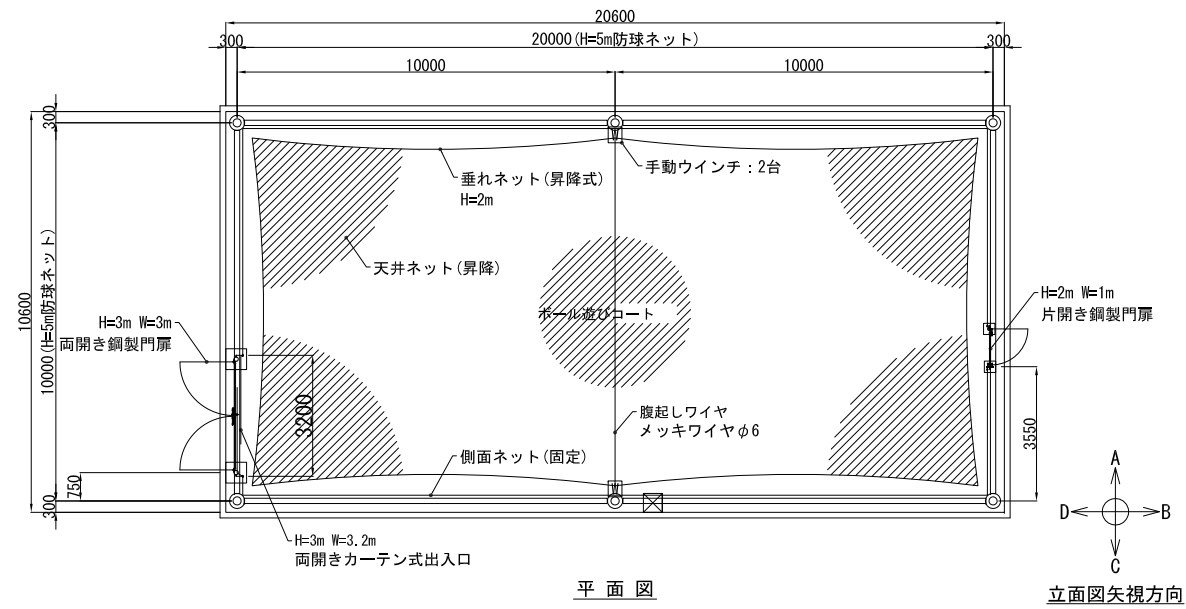 20600
300
20000(H=5m防球ネット)
300
10000
10000
300
10600
10000(H=5m防球ネット)
垂れネット(昇降式)
H=2m
手動ウインチ：2台
天井ネット(昇降)
ボール遊びコート
H=3m W=3m
両開き鋼製門扉
H=2m W=1m
片開き鋼製門扉
3200
腹起しワイヤ
メッキワイヤφ6
側面ネット(固定)
3550
750
300
H=3m W=3.2m
両開きカーテン式出入口
A
D
B
C
平面図
立面図矢視方向